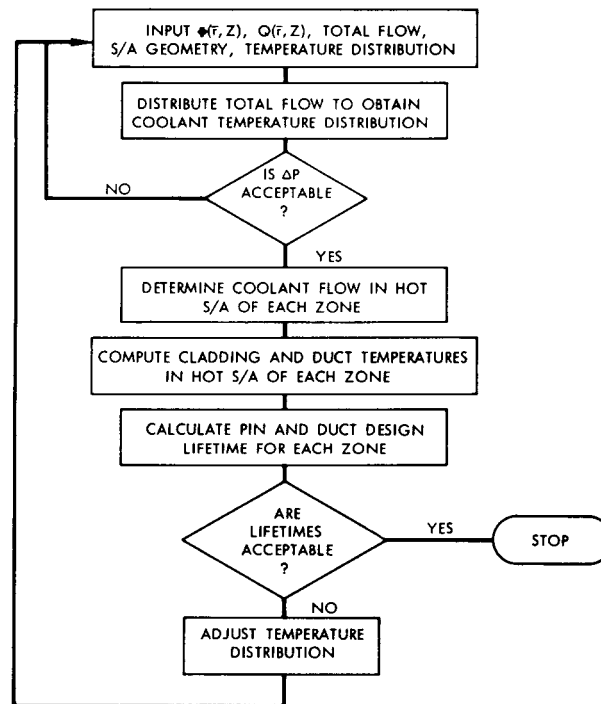 INPUT Φ(r̄, Z), Q(r̄, Z), TOTAL FLOW,
S/A GEOMETRY, TEMPERATURE DISTRIBUTION
DISTRIBUTE TOTAL FLOW TO OBTAIN
COOLANT TEMPERATURE DISTRIBUTION
IS ΔP
ACCEPTABLE
?
NO
YES
DETERMINE COOLANT FLOW IN HOT
S/A OF EACH ZONE
COMPUTE CLADDING AND DUCT TEMPERATURES
IN HOT S/A OF EACH ZONE
CALCULATE PIN AND DUCT DESIGN
LIFETIME FOR EACH ZONE
ARE
LIFETIMES
ACCEPTABLE
?
YES
STOP
NO
ADJUST TEMPERATURE
DISTRIBUTION